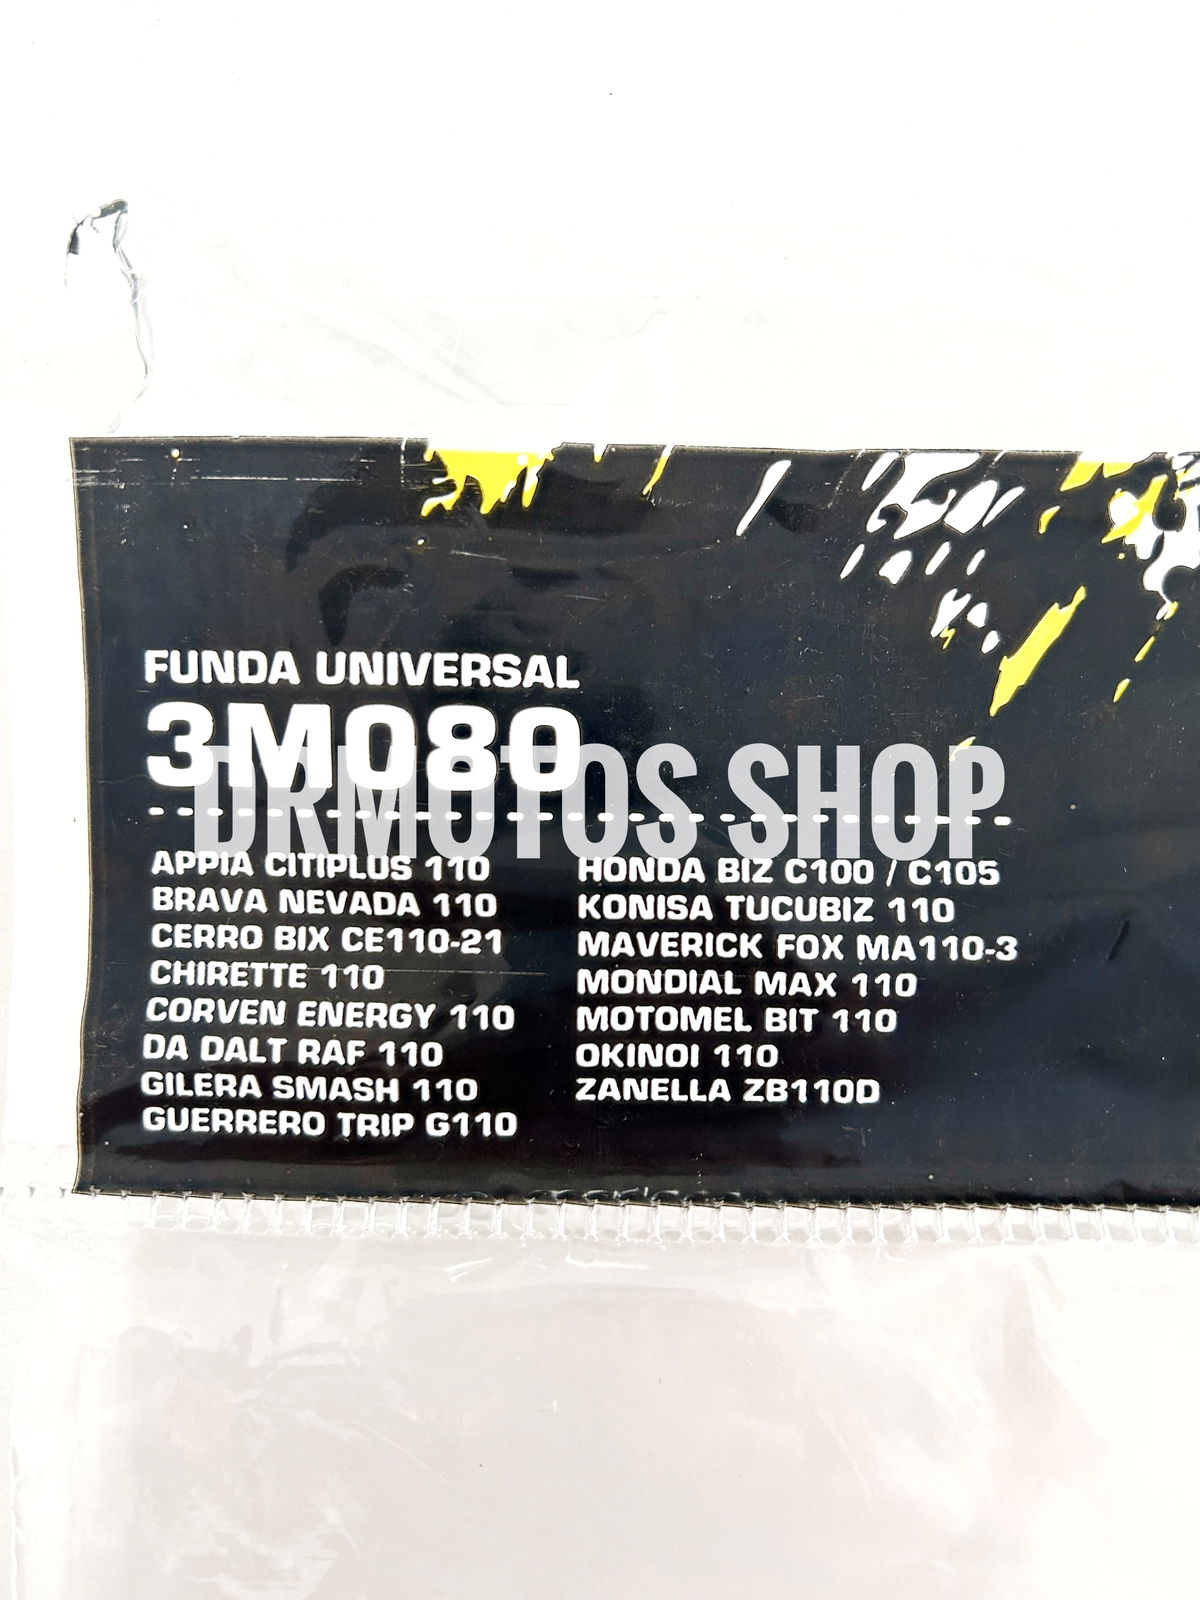 FUNDA UNIVERSAL
3M080
DRMOTOS SHOP
APPIA CITIPLUS 110
BRAVA NEVADA 110
CERRO BIX CE110-21
CHIRETTE 110
CORVEN ENERGY 110
DA DALT RAF 110
GILERA SMASH 110
GUERRERO TRIP G110
HONDA BIZ C100 / C105
KONISA TUCUBIZ 110
MAVERICK FOX MA110-3
MONDIAL MAX 110
MOTOMEL BIT 110
OKINOI 110
ZANELLA ZB110D